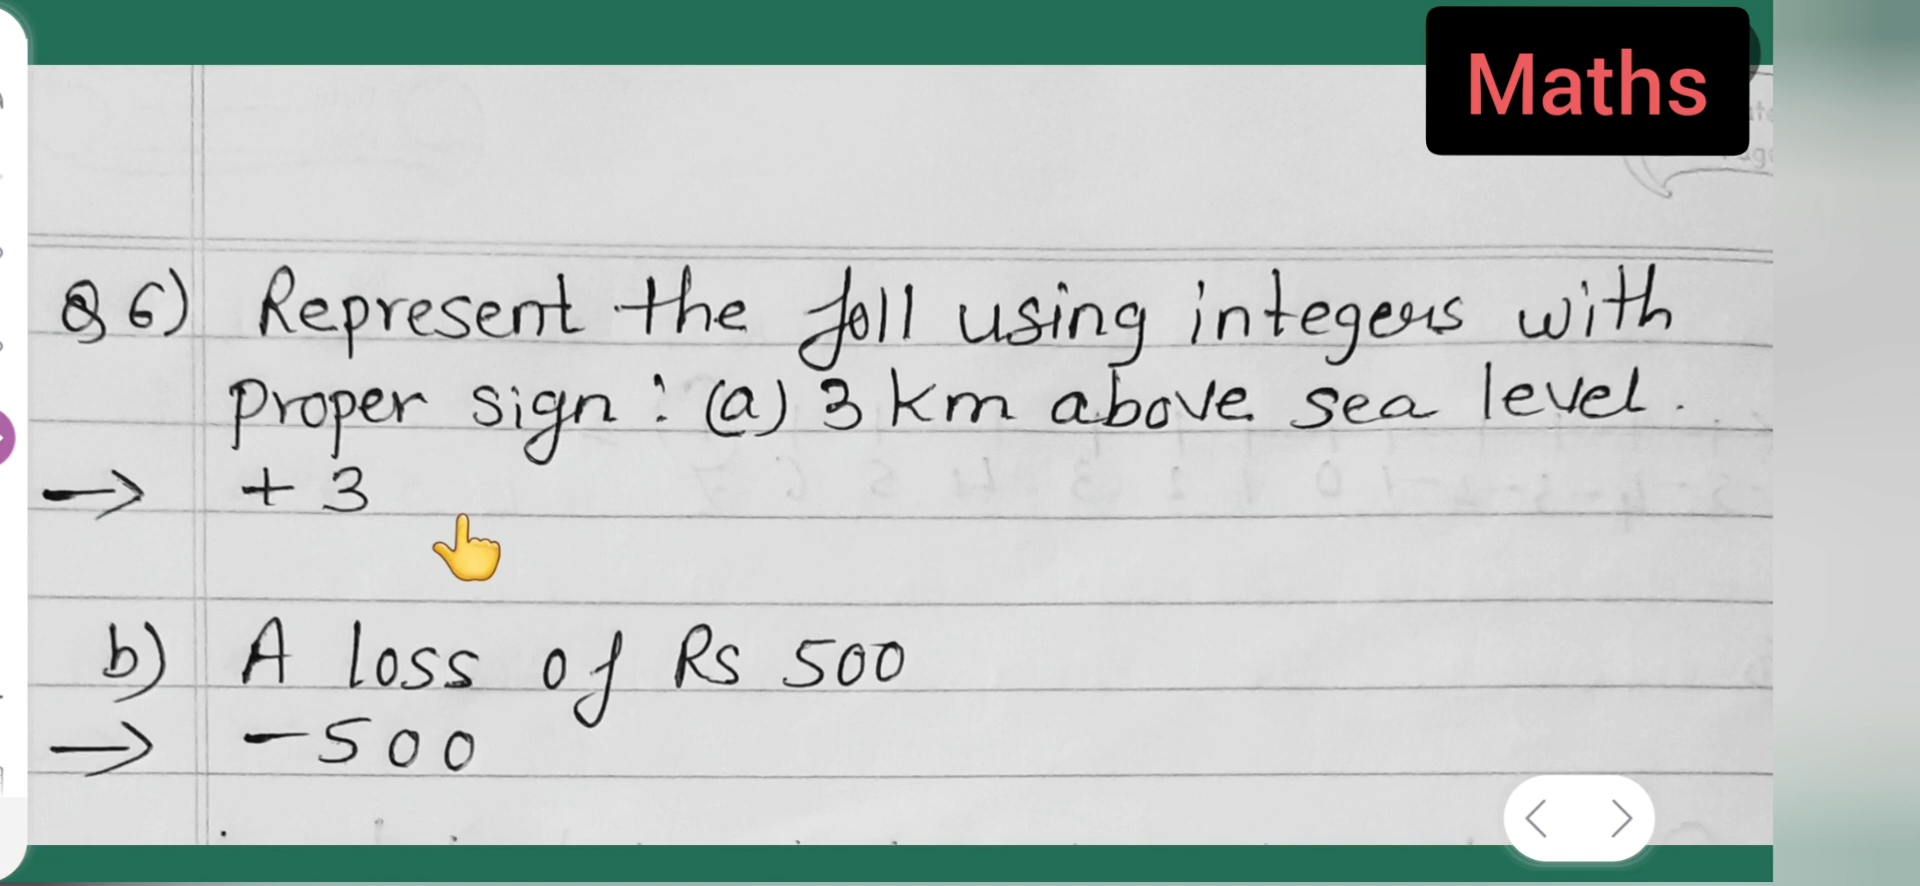 Maths
Q 6) Represent the foll using integers with
proper sign : (a) 3 km above sea level.
→ + 3
b) A loss of Rs 500
→ - 500